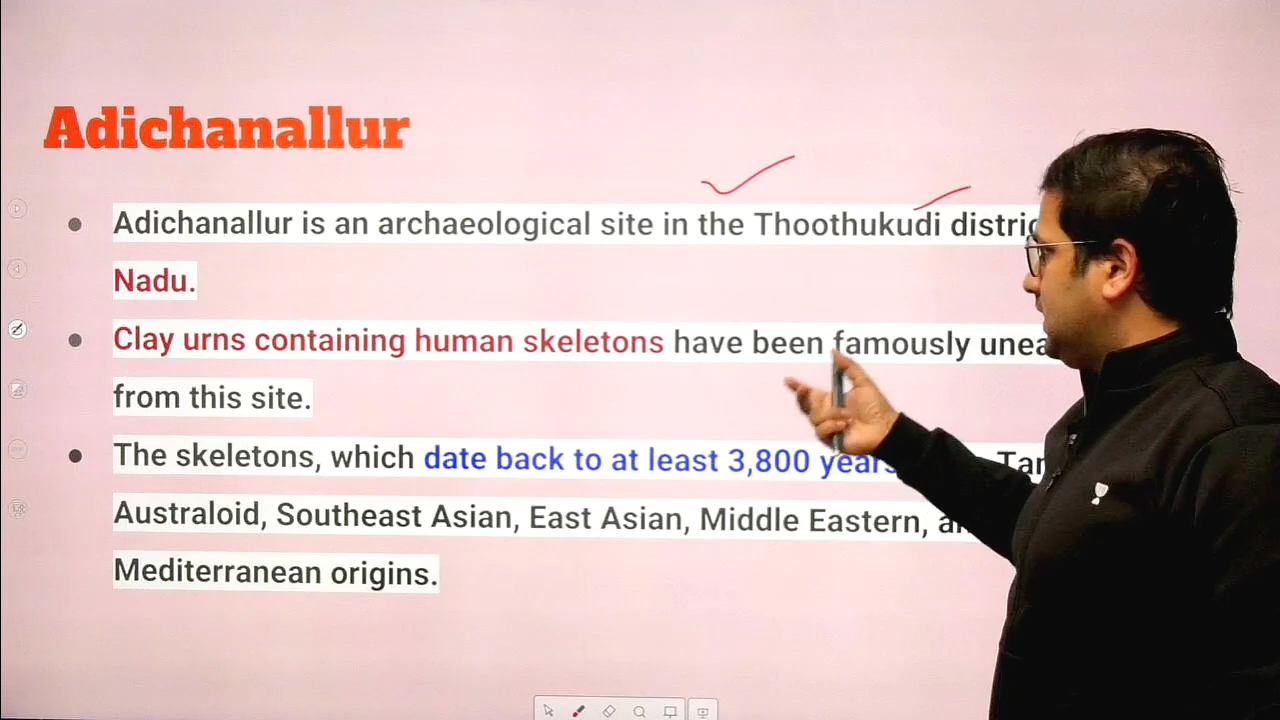 Adichanallur
Adichanallur is an archaeological site in the Thoothukudi
Nadu.
Clay urns containing human skeletons have been famously
from this site.
The skeletons, which date back to at least 3,800 years
Australoid, Southeast Asian, East Asian, Middle Eastern,
Mediterranean origins.